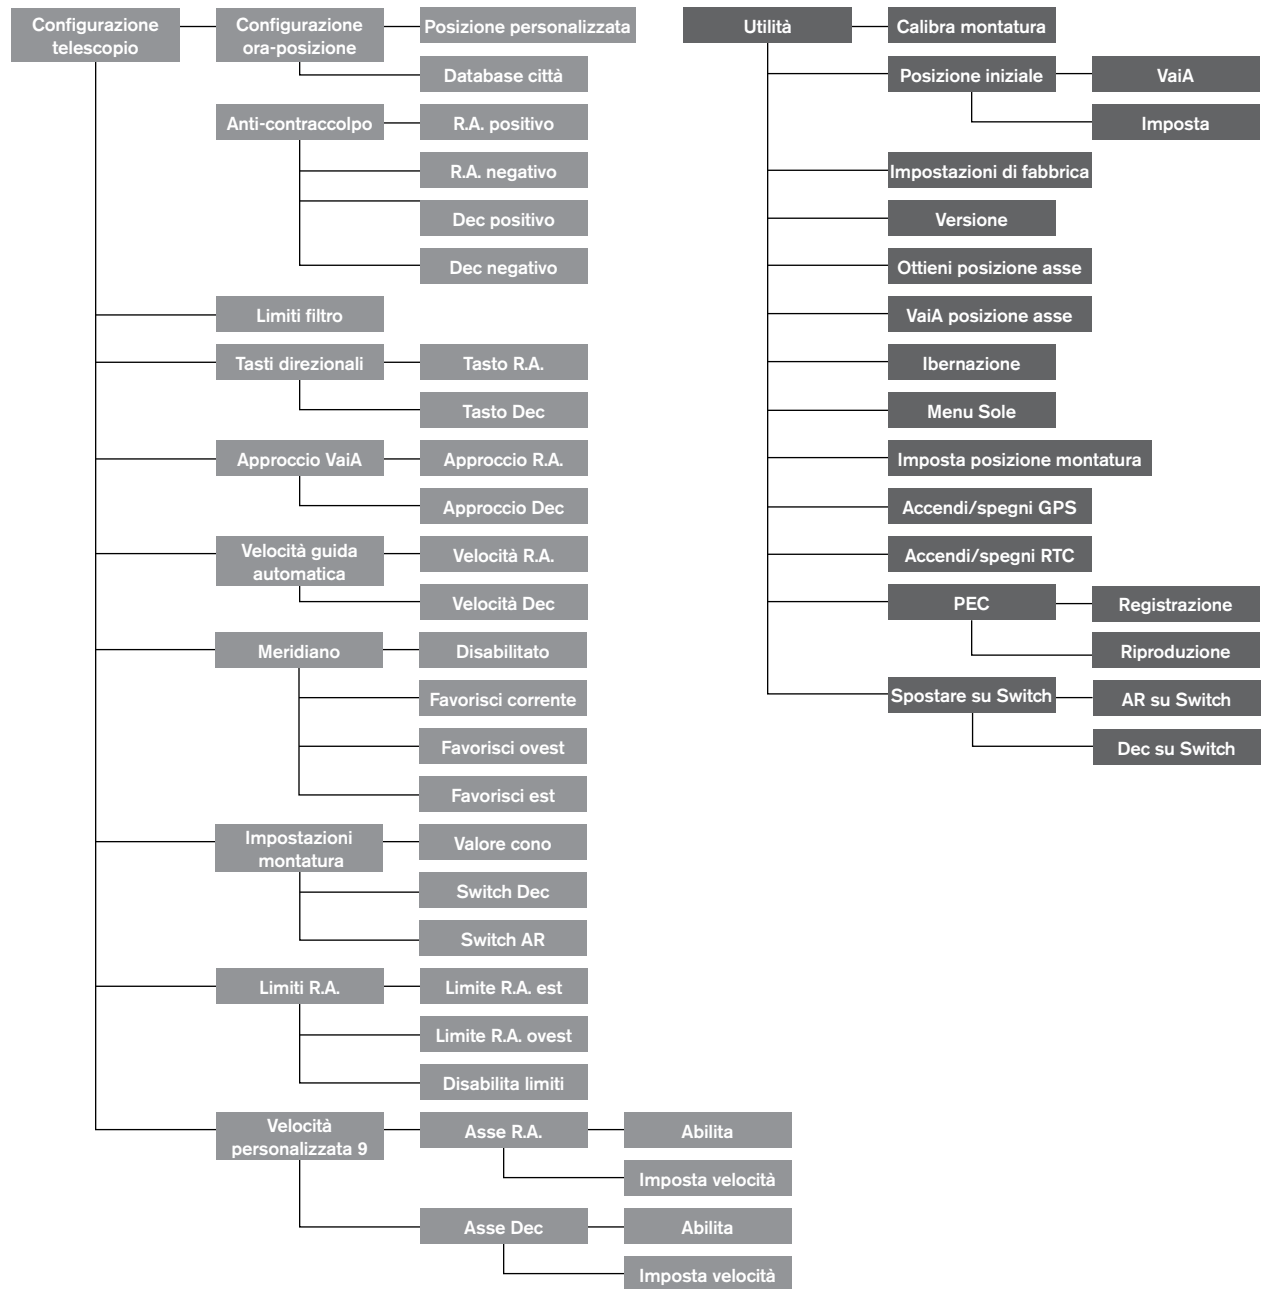 Configurazione
telescopio
Configurazione
ora-posizione
Posizione personalizzata
Database città
Anti-contraccolpo
R.A. positivo
R.A. negativo
Dec positivo
Dec negativo
Limiti filtro
Tasti direzionali
Tasto R.A.
Tasto Dec
Approccio VaiA
Approccio R.A.
Approccio Dec
Velocità guida
automatica
Velocità R.A.
Velocità Dec
Meridiano
Disabilitato
Favorisci corrente
Favorisci ovest
Favorisci est
Impostazioni
montatura
Valore cono
Switch Dec
Switch AR
Limiti R.A.
Limite R.A. est
Limite R.A. ovest
Disabilita limiti
Velocità
personalizzata 9
Asse R.A.
Abilita
Imposta velocità
Asse Dec
Abilita
Imposta velocità
Utilità
Calibra montatura
Posizione iniziale
VaiA
Imposta
Impostazioni di fabbrica
Versione
Ottieni posizione asse
VaiA posizione asse
Ibernazione
Menu Sole
Imposta posizione montatura
Accendi/spegni GPS
Accendi/spegni RTC
PEC
Registrazione
Riproduzione
Spostare su Switch
AR su Switch
Dec su Switch